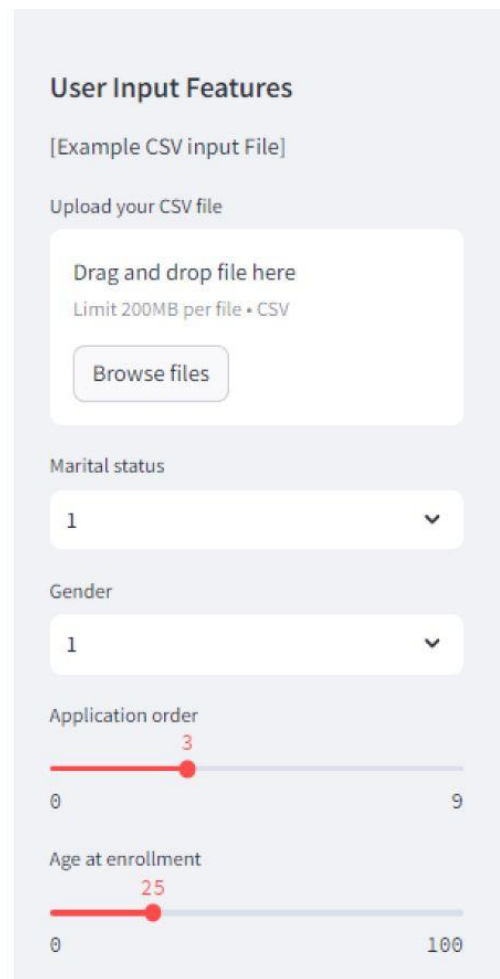 User Input Features
[Example CSV input File]
Upload your CSV file
Drag and drop file here
Limit 200MB per file • CSV
Browse files
Marital status
1
Gender
1
Application order
3
0 9
Age at enrollment
25
0 100